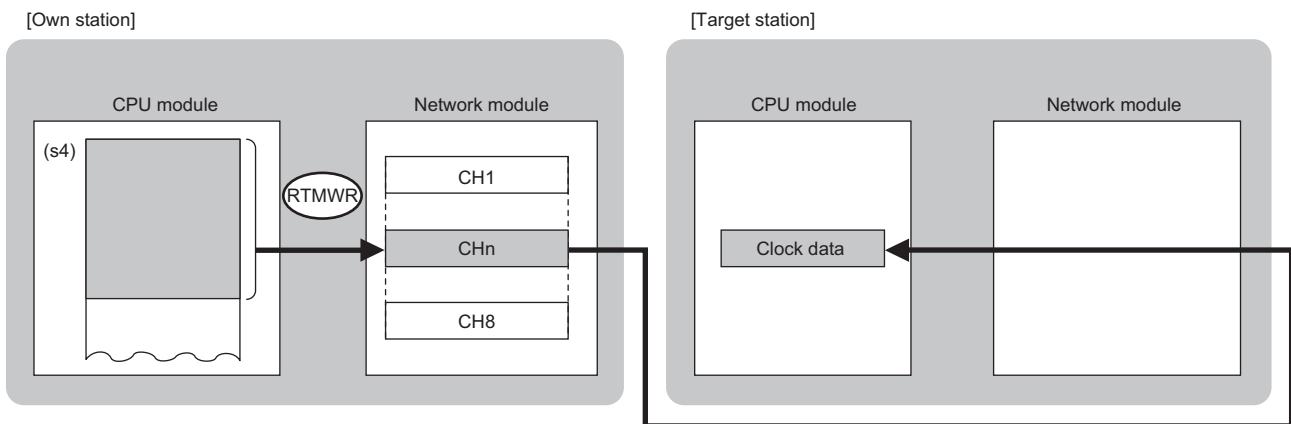 [Own station]
[Target station]
CPU module
Network module
CPU module
Network module
(s4)
RTMWR
CH1
CHn
CH8
Clock data